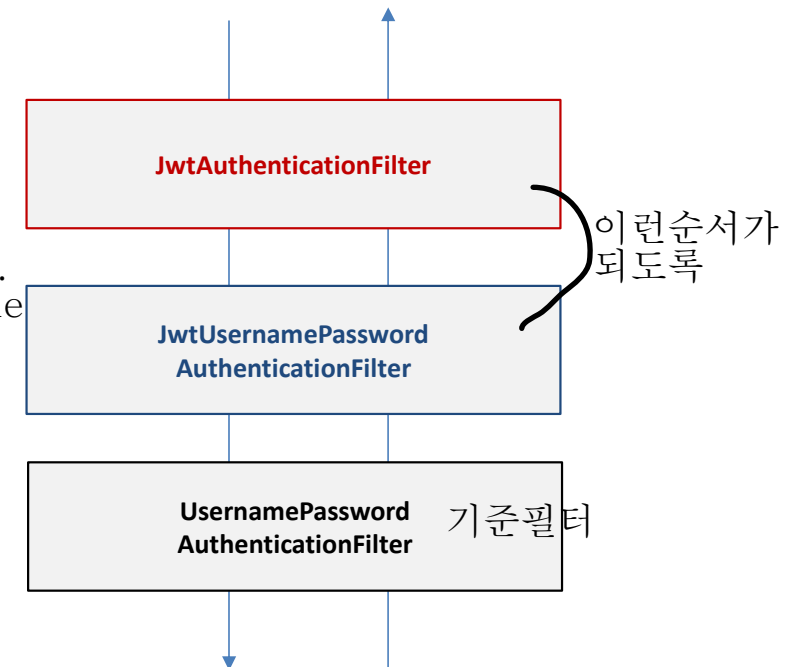 JwtAuthenticationFilter
이런순서가
되도록
JwtUsernamePassword
AuthenticationFilter
UsernamePassword
AuthenticationFilter
기준필터